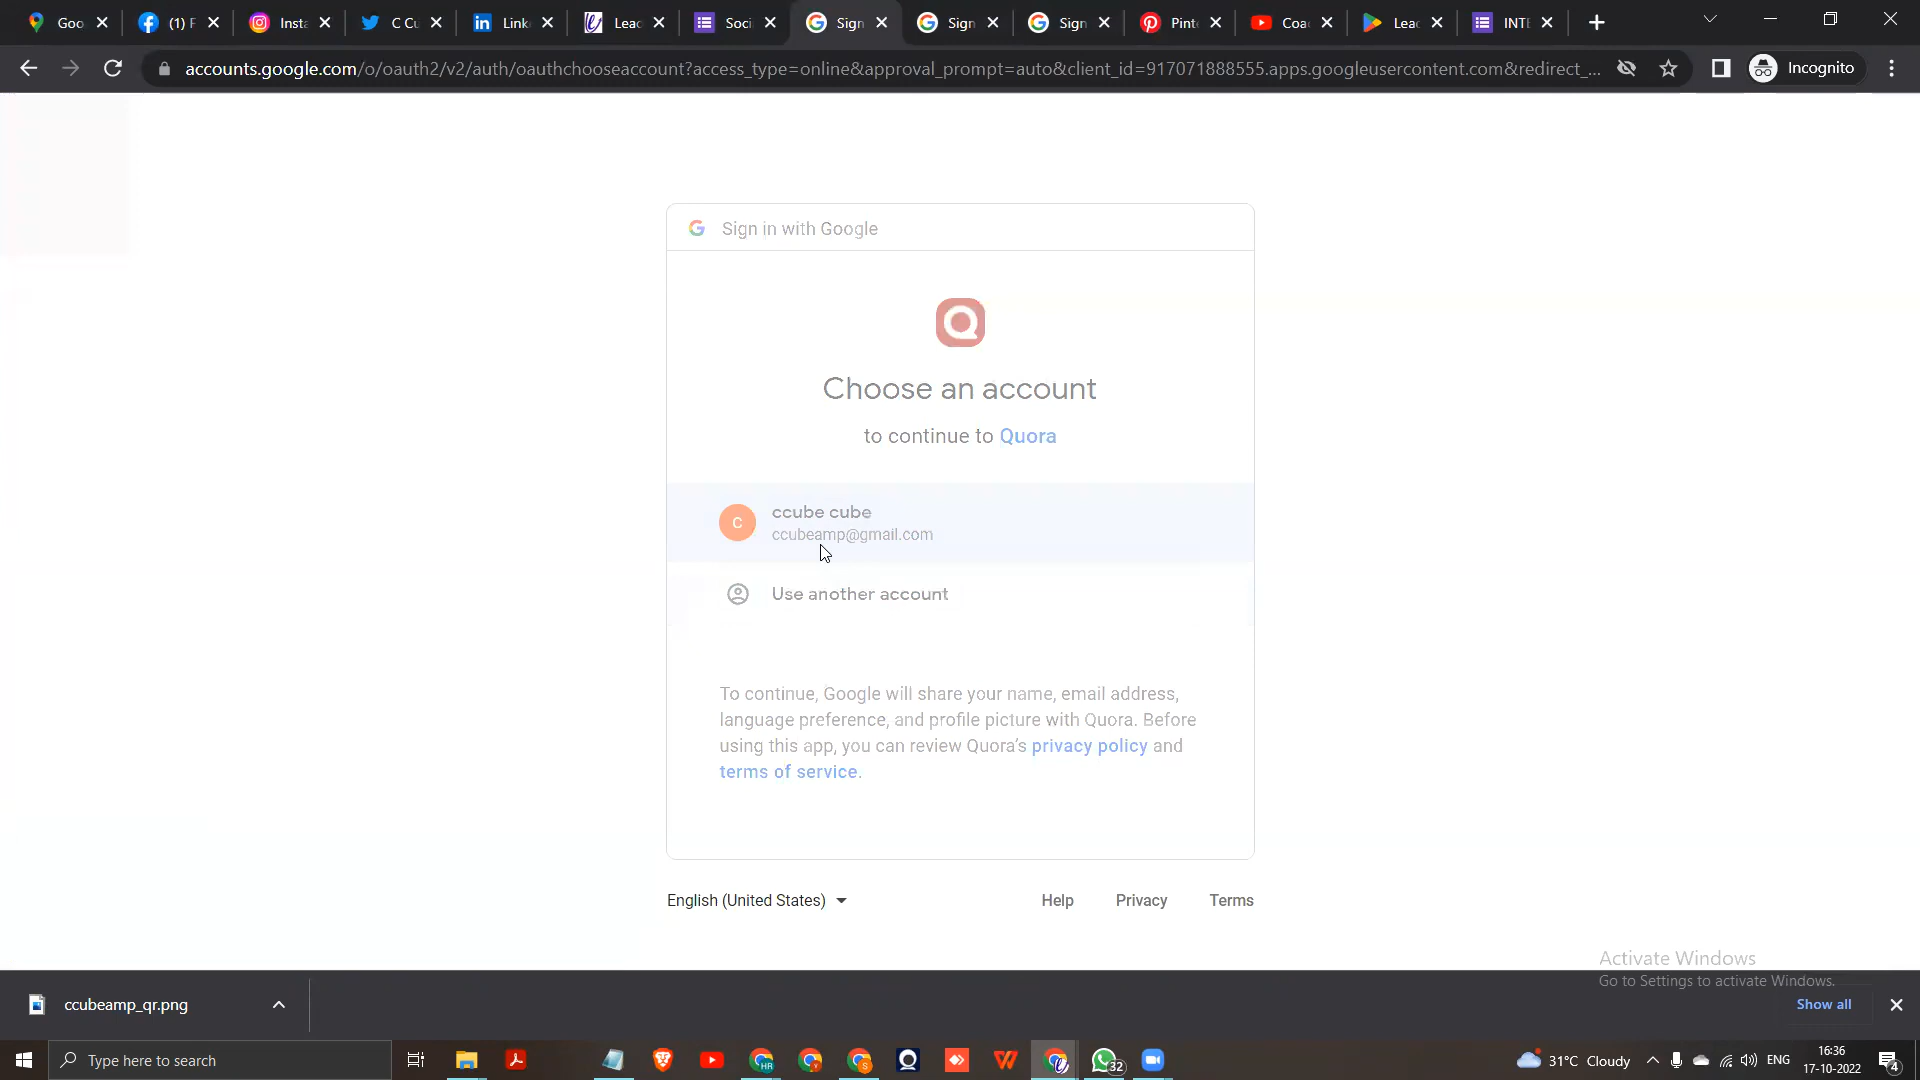 Goo
(1) F
Insta
C Cu
Link
Lead
Soci
Sign
Sign
Sign
Pint
Coa
Lea
INTE
accounts.google.com/o/oauth2/v2/auth/oauthchooseaccount?access_type=online&approval_prompt=auto&client_id=917071888555.apps.googleusercontent.com&redirect_...
Incognito
Sign in with Google
Choose an account
to continue to Quora
C
ccube cube
ccubeamp@gmail.com
Use another account
To continue, Google will share your name, email address,
language preference, and profile picture with Quora. Before
using this app, you can review Quora's privacy policy and
terms of service.
English (United States)
Help
Privacy
Terms
Activate Windows
Go to Settings to activate Windows.
ccubeamp_qr.png
Show all
Type here to search
32
31°C Cloudy
ENG
16:36
17-10-2022
4